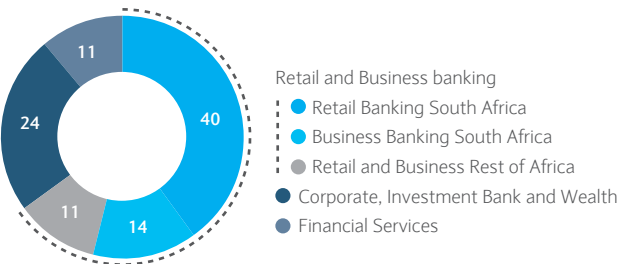 11
40
24
11
14
Retail and Business banking
Retail Banking South Africa
Business Banking South Africa
Retail and Business Rest of Africa
Corporate, Investment Bank and Wealth
Financial Services